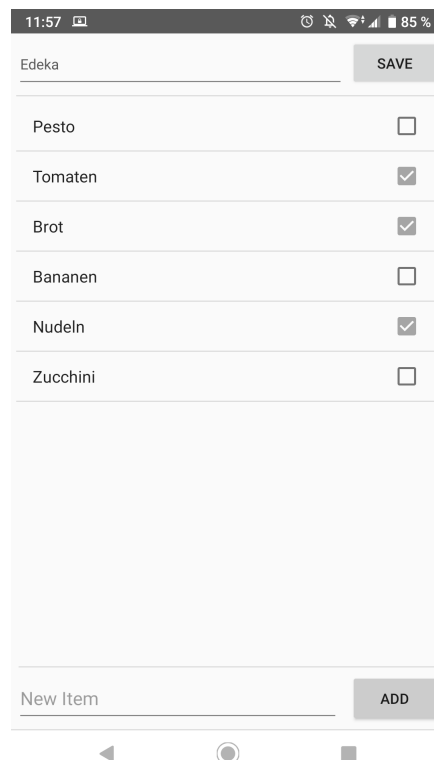 11:57 85 %
Edeka SAVE
Pesto
Tomaten
Brot
Bananen
Nudeln
Zucchini
New Item ADD